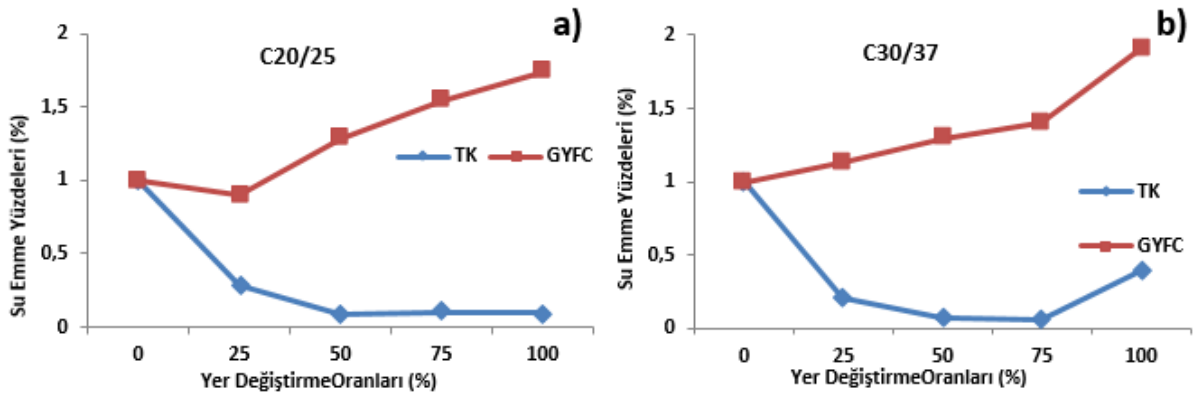 a)
C20/25
Su Emme Yüzdeleri (%)
2
1,5
1
0,5
0
TK GYFC
0 25 50 75 100
Yer DeğiştirmeOranları (%)
b)
C30/37
Su Emme Yüzdeleri (%)
2
1,5
1
0,5
0
TK
GYFC
0 25 50 75 100
Yer DeğiştirmeOranları (%)